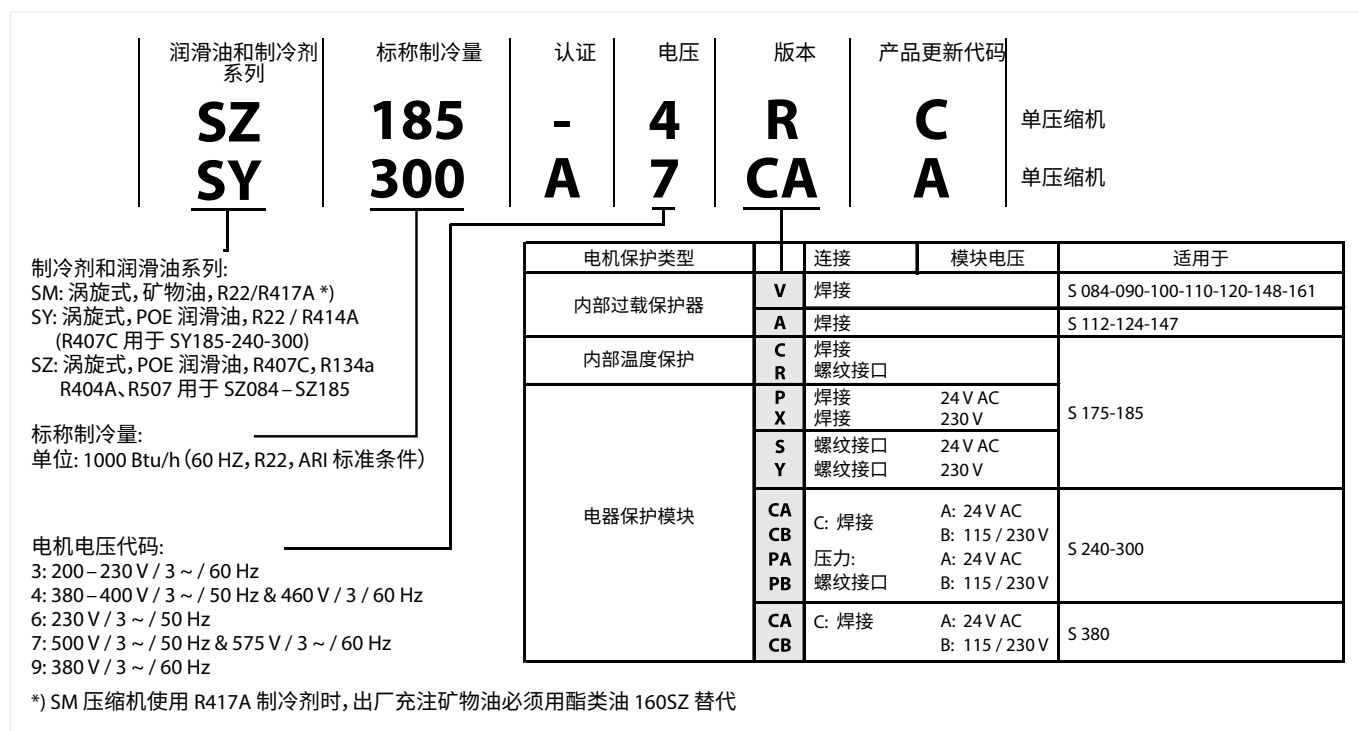 润滑油和制冷剂
系列
标称制冷量
认证
电压
版本
产品更新代码
SZ 185 - 4 R C 单压缩机
SY 300 A 7 CA A 单压缩机
制冷剂和润滑油系列:
SM: 涡旋式, 矿物油, R22/R417A *)
SY: 涡旋式, POE 润滑油, R22 / R414A
(R407C 用于 SY185-240-300)
SZ: 涡旋式, POE 润滑油, R407C, R134a
R404A、R507 用于 SZ084 – SZ185
标称制冷量:
单位: 1000 Btu/h (60 HZ, R22, ARI 标准条件)
电机电压代码:
3: 200 – 230 V / 3 ~ / 60 Hz
4: 380 – 400 V / 3 ~ / 50 Hz & 460 V / 3 / 60 Hz
6: 230 V / 3 ~ / 50 Hz
7: 500 V / 3 ~ / 50 Hz & 575 V / 3 ~ / 60 Hz
9: 380 V / 3 ~ / 60 Hz
电机保护类型 连接 模块电压 适用于
内部过载保护器
V 焊接 S 084-090-100-110-120-148-161
A 焊接 S 112-124-147
内部温度保护
C 焊接
R 螺纹接口
电器保护模块
P 焊接 24 V AC
X 焊接 230 V
S 175-185
S 螺纹接口 24 V AC
Y 螺纹接口 230 V
CA C: 焊接 A: 24 V AC
CB B: 115 / 230 V
PA 压力: A: 24 V AC
PB 螺纹接口 B: 115 / 230 V
S 240-300
CA C: 焊接 A: 24 V AC
CB B: 115 / 230 V
S 380
*) SM 压缩机使用 R417A 制冷剂时, 出厂充注矿物油必须用酯类油 160SZ 替代